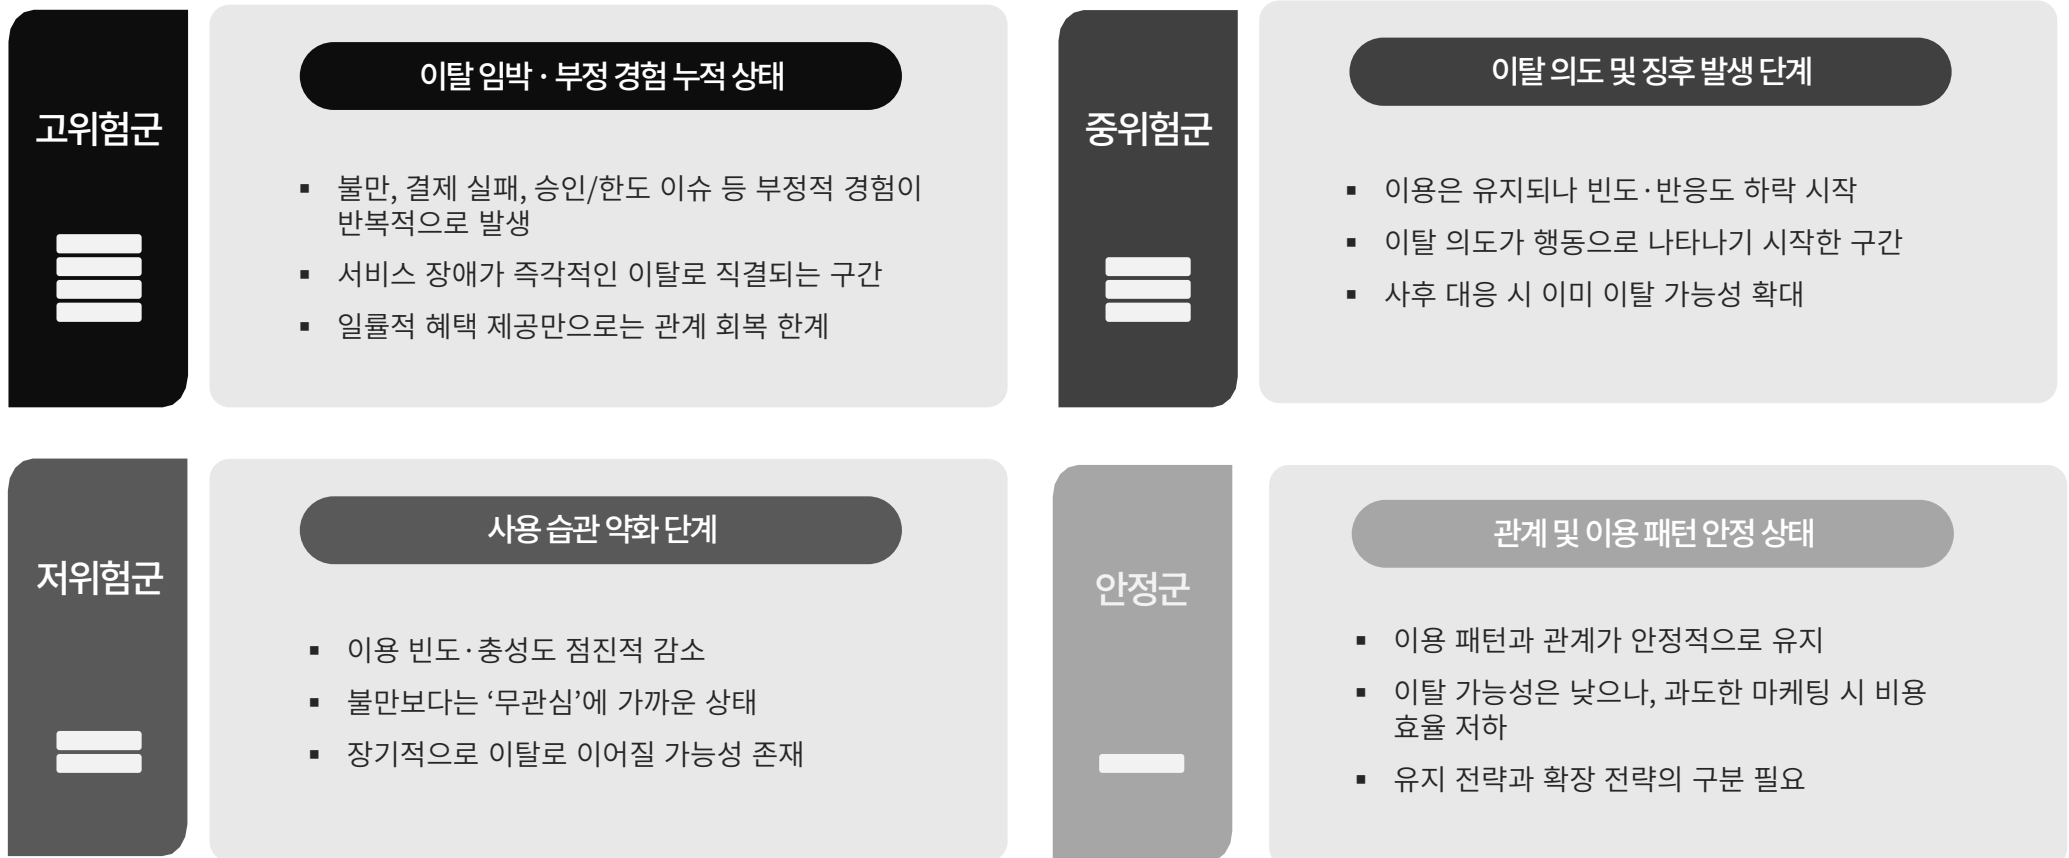 고위험군
이탈 임박 · 부정 경험 누적 상태
▪ 불만, 결제 실패, 승인/한도 이슈 등 부정적 경험이
반복적으로 발생
▪ 서비스 장애가 즉각적인 이탈로 직결되는 구간
▪ 일률적 혜택 제공만으로는 관계 회복 한계
중위험군
이탈 의도 및 징후 발생 단계
▪ 이용은 유지되나 빈도·반응도 하락 시작
▪ 이탈 의도가 행동으로 나타나기 시작한 구간
▪ 사후 대응 시 이미 이탈 가능성 확대
저위험군
사용 습관 약화 단계
▪ 이용 빈도·충성도 점진적 감소
▪ 불만보다는 ‘무관심’에 가까운 상태
▪ 장기적으로 이탈로 이어질 가능성 존재
안정군
관계 및 이용 패턴 안정 상태
▪ 이용 패턴과 관계가 안정적으로 유지
▪ 이탈 가능성은 낮으나, 과도한 마케팅 시 비용
효율 저하
▪ 유지 전략과 확장 전략의 구분 필요